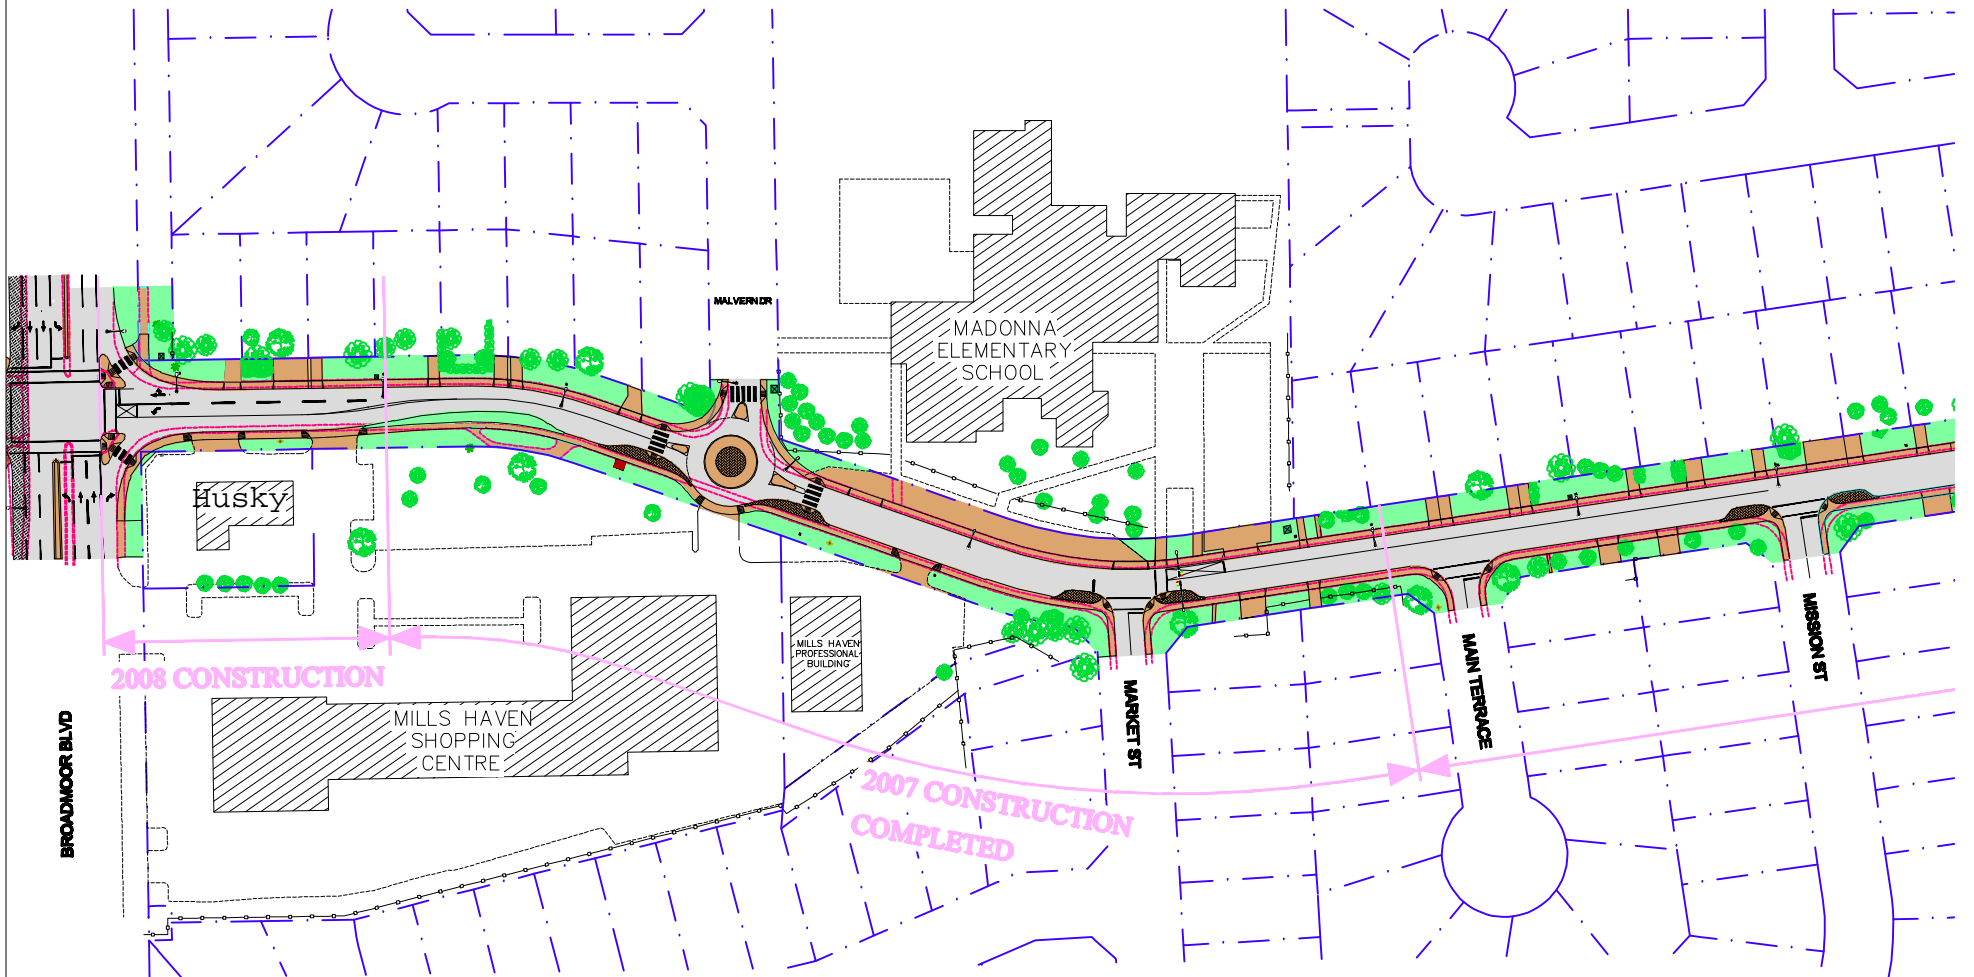 MALVERN DR
MADONNA
ELEMENTARY
SCHOOL
Husky
2008 CONSTRUCTION
MILLS HAVEN
PROFESSIONAL
BUILDING
MILLS HAVEN
SHOPPING
CENTRE
BROADMOOR BLVD
MARKET ST
MAIN TERRACE
MISSION ST
2007 CONSTRUCTION
COMPLETED